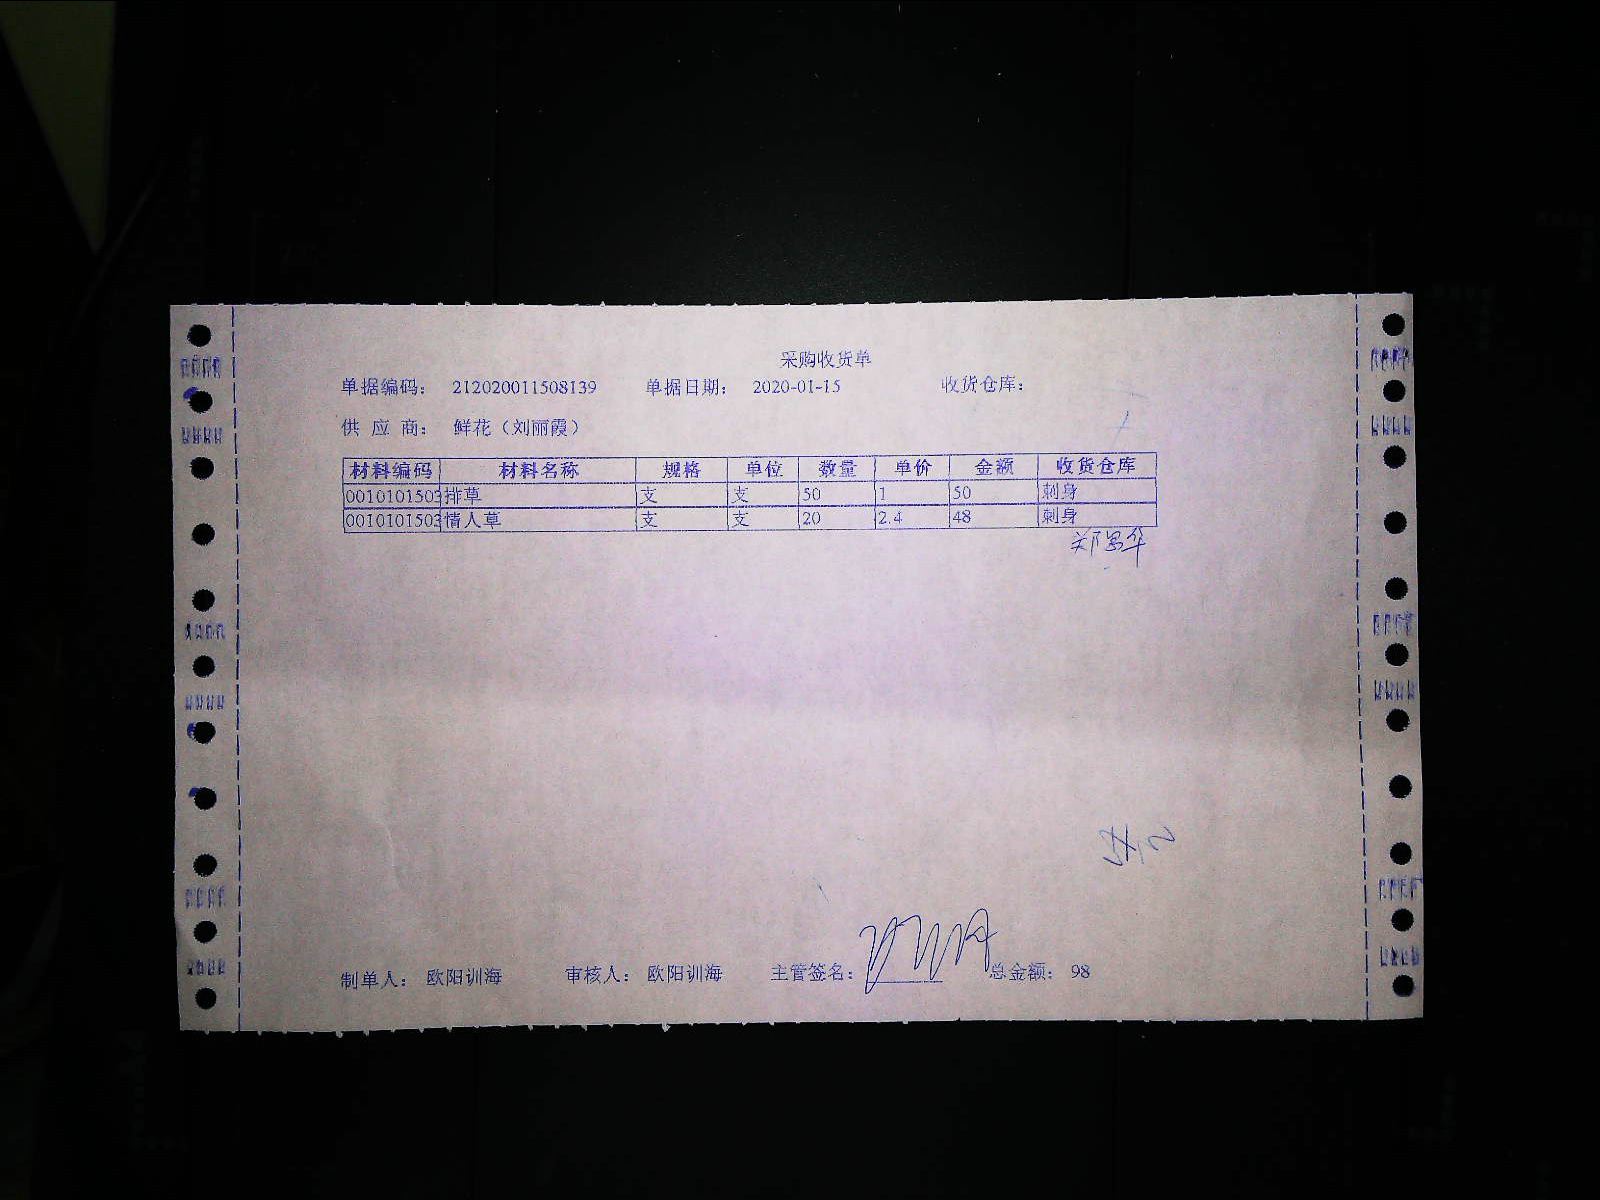 采购收货单
单据编码： 212020011508139 单据日期： 2020-01-15 收货仓库：
供 应 商： 鲜花（刘丽霞）
材料编码 材料名称 规格 单位 数量 单价 金额 收货仓库
0010101503 排草 支 支 50 1 50 刺身
0010101503 情人草 支 支 20 2.4 48 刺身
制单人： 欧阳训海 审核人： 欧阳训海 主管签名： 总金额： 98